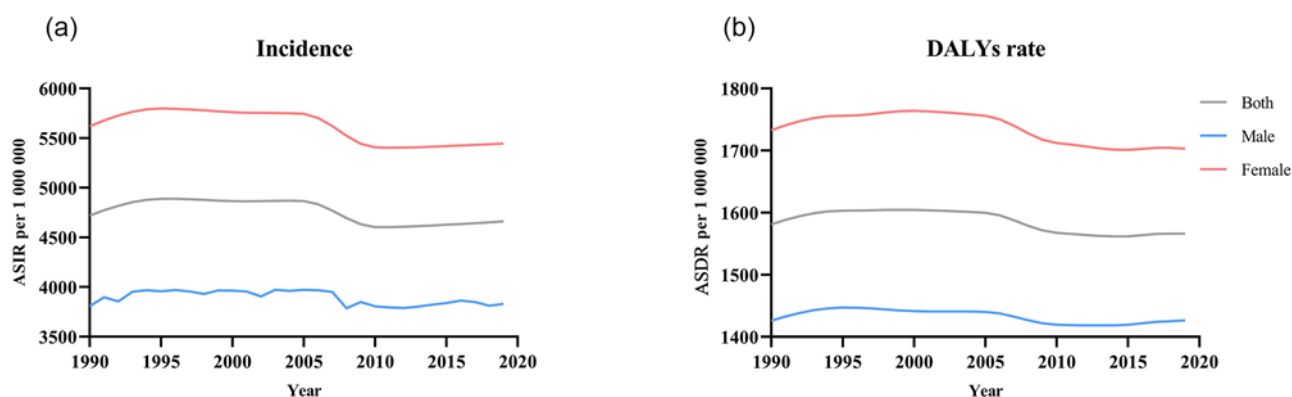 (a)
Incidence
ASIR per 1 000 000
6000
5500
5000
4500
4000
3500
1990
1995
2000
2005
2010
2015
2020
Year
(b)
DALYs rate
ASDR per 1 000 000
1800
1700
1600
1500
1400
1990
1995
2000
2005
2010
2015
2020
Year
Both
Male
Female